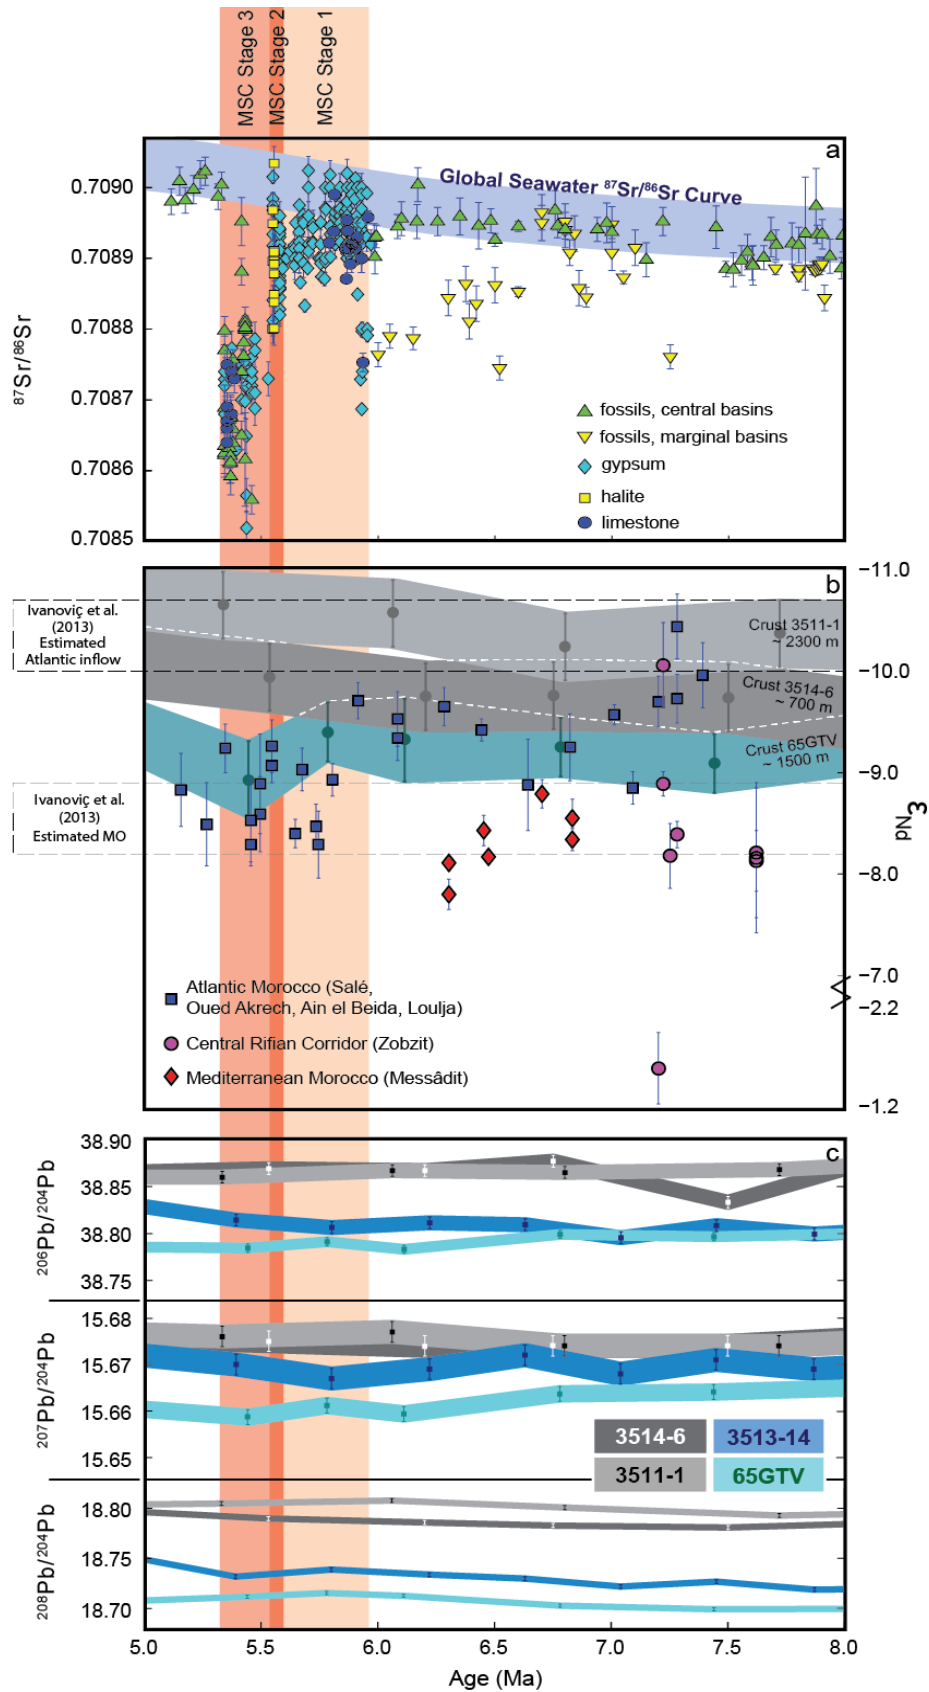 MSC Stage 3
MSC Stage 2
MSC Stage 1
a
Global Seawater ⁸⁷Sr/⁸⁶Sr Curve
0.7090
0.7089
0.7088
0.7087
0.7086
0.7085
⁸⁷Sr/⁸⁶Sr
fossils, central basins
fossils, marginal basins
gypsum
halite
limestone
b
−11.0
−10.0
−9.0
−8.0
−7.0
−2.2
−1.2
εNd
Ivanoviç et al.
(2013)
Estimated
Atlantic inflow
Ivanoviç et al.
(2013)
Estimated MO
Crust 3511-1
~ 2300 m
Crust 3514-6
~ 700 m
Crust 65GTV
~ 1500 m
Atlantic Morocco (Salé,
Oued Akrech, Ain el Beida, Loulja)
Central Rifian Corridor (Zobzit)
Mediterranean Morocco (Messâdit)
c
38.90
38.85
38.80
38.75
²⁰⁶Pb/²⁰⁴Pb
15.68
15.67
15.66
15.65
²⁰⁷Pb/²⁰⁴Pb
3514-6
3513-14
3511-1
65GTV
18.80
18.75
18.70
²⁰⁸Pb/²⁰⁴Pb
5.0
5.5
6.0
6.5
7.0
7.5
8.0
Age (Ma)